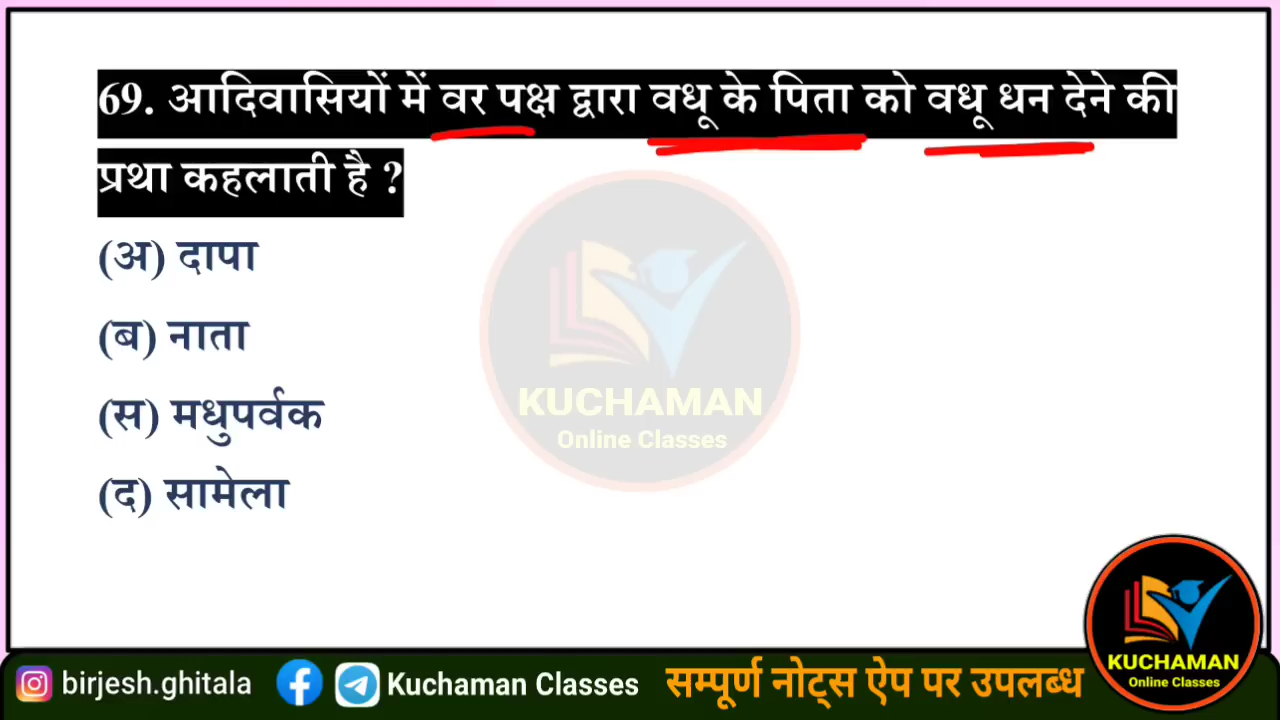 69. आदिवासियों में वर पक्ष द्वारा वधू के पिता को वधू धन देने की
प्रथा कहलाती है ?
(अ) दापा
(ब) नाता
(स) मधुपर्वक
(द) सामेला
KUCHAMAN
Online Classes
KUCHAMAN
Online Classes
birjesh.ghitala
Kuchaman Classes
सम्पूर्ण नोट्स ऐप पर उपलब्ध